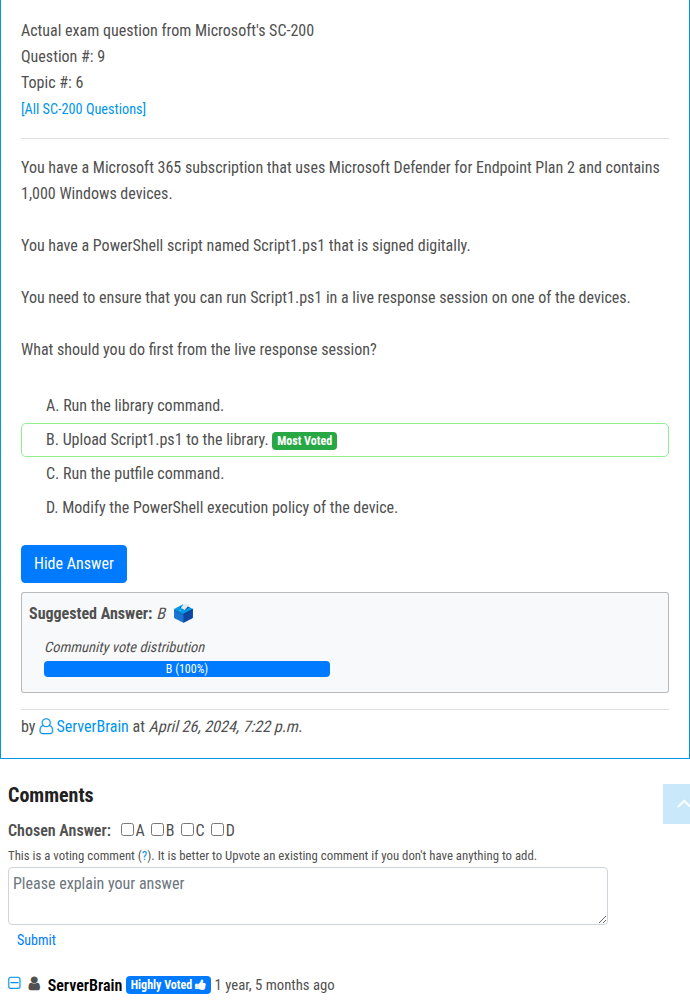 Actual exam question from Microsoft's SC-200
Question #: 9
Topic #: 6
[All SC-200 Questions]
You have a Microsoft 365 subscription that uses Microsoft Defender for Endpoint Plan 2 and contains
1,000 Windows devices.
You have a PowerShell script named Script1.ps1 that is signed digitally.
You need to ensure that you can run Script1.ps1 in a live response session on one of the devices.
What should you do first from the live response session?
A. Run the library command.
B. Upload Script1.ps1 to the library. Most Voted
C. Run the putfile command.
D. Modify the PowerShell execution policy of the device.
Hide Answer
Suggested Answer: B
Community vote distribution
B (100%)
by ServerBrain at April 26, 2024, 7:22 p.m.
Comments
Chosen Answer: A B C D
This is a voting comment (?). It is better to Upvote an existing comment if you don't have anything to add.
Please explain your answer
Submit
ServerBrain Highly Voted 1 year, 5 months ago